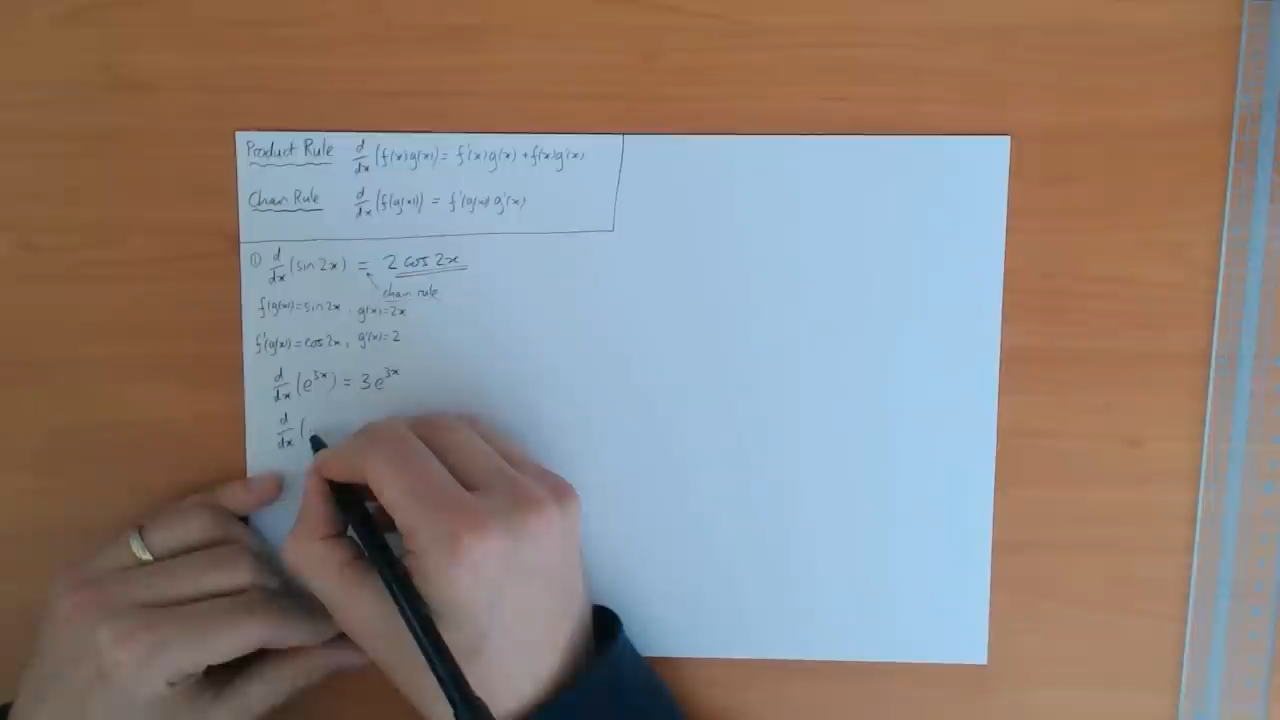 Product Rule d/dx (f(x)g(x)) = f'(x)g(x) + f(x)g'(x)
Chain Rule d/dx (f(g(x))) = f'(g(x)) g'(x)
① d/dx (sin 2x) = 2 cos 2x
chain rule
f(g(x)) = sin 2x, g(x) = 2x
f'(g(x)) = cos 2x, g'(x) = 2
d/dx (e^3x) = 3e^3x
d/dx (